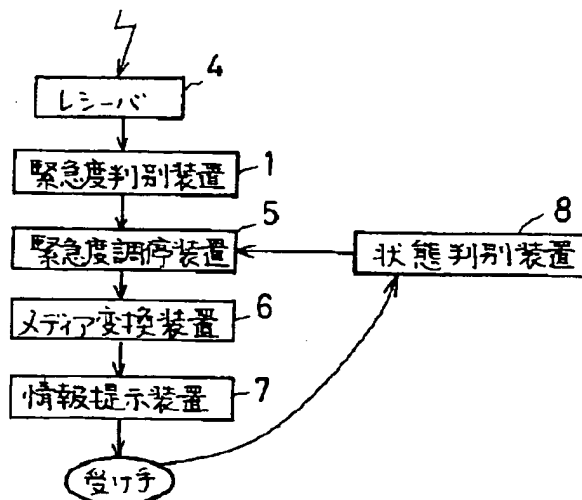 4
レシーバ
1
緊急度判別装置
5
緊急度調停装置
8
状態判別装置
6
メディア変換装置
7
情報提示装置
受け手